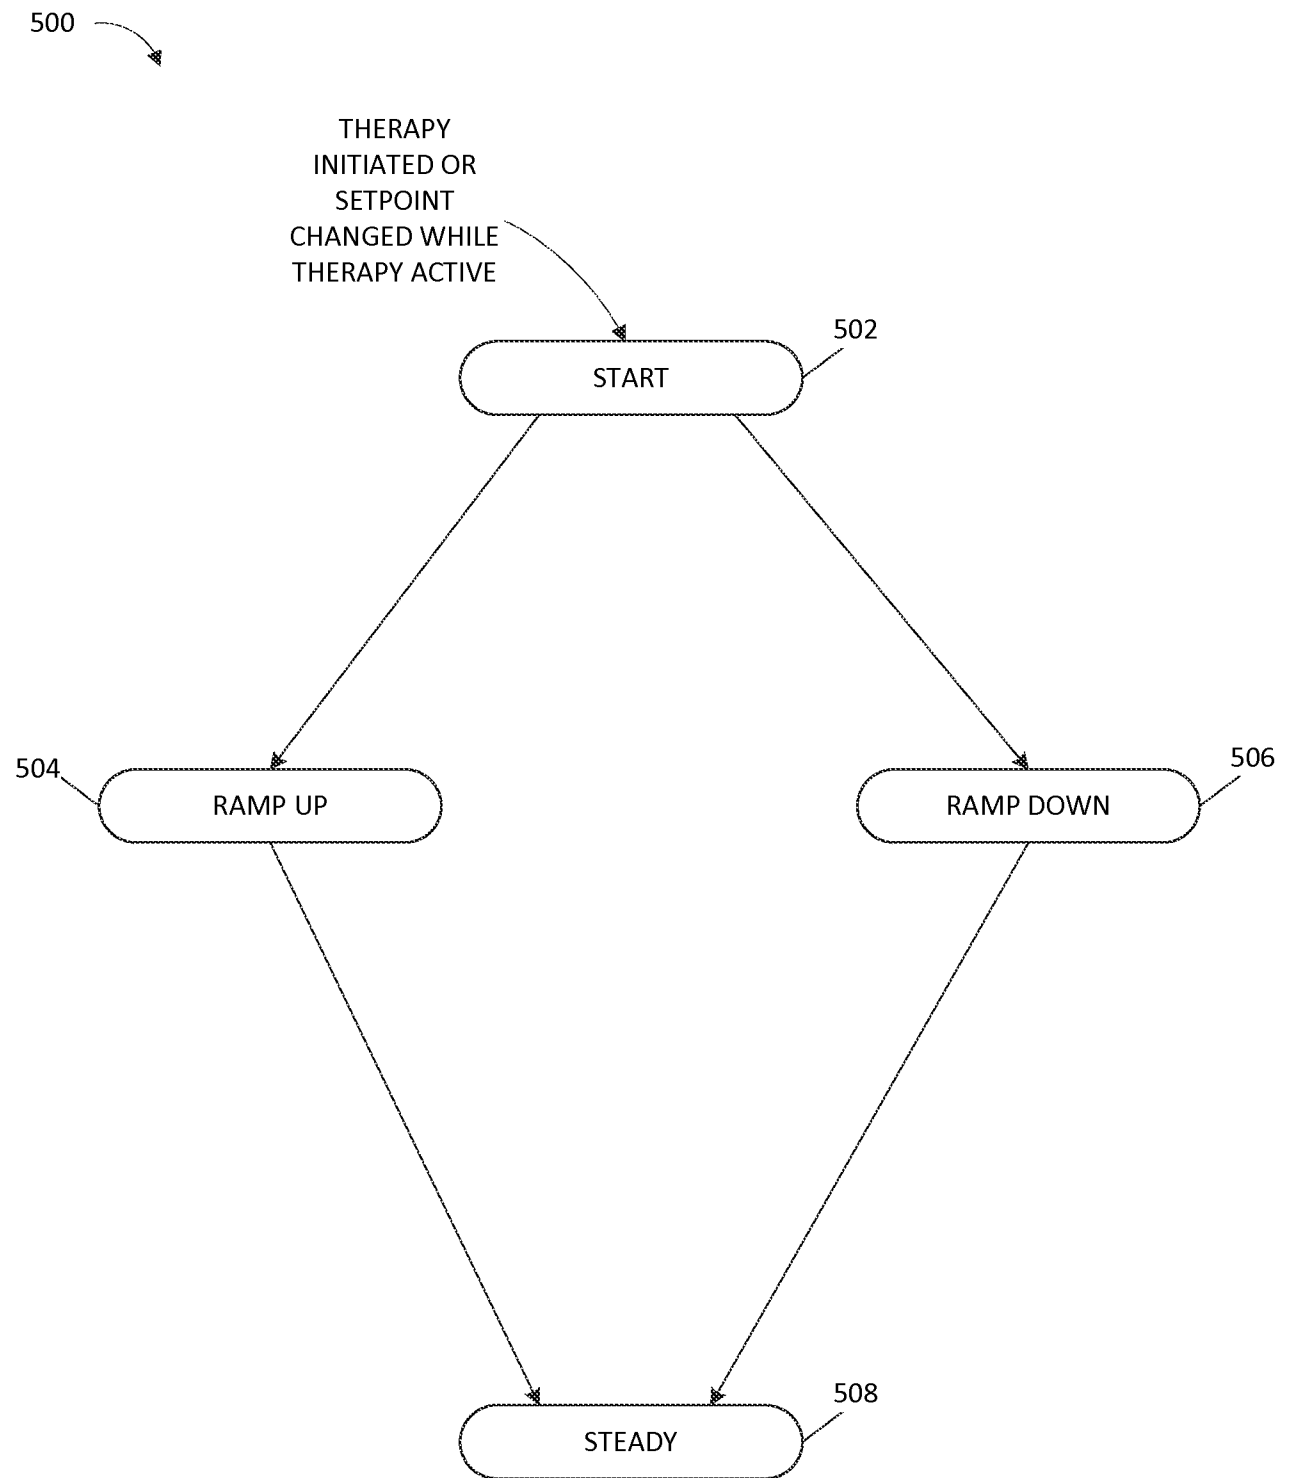 500
THERAPY
INITIATED OR
SETPOINT
CHANGED WHILE
THERAPY ACTIVE
502
START
504
RAMP UP
506
RAMP DOWN
508
STEADY